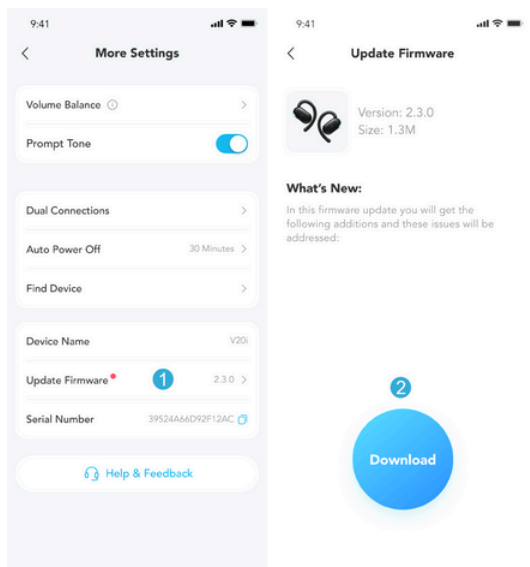 9:41
More Settings
Volume Balance
Prompt Tone
Dual Connections
Auto Power Off 30 Minutes
Find Device
Device Name V20i
Update Firmware 1 2.3.0
Serial Number 39524A66D92F12AC
Help & Feedback
9:41
Update Firmware
Version: 2.3.0
Size: 1.3M
What's New:
In this firmware update you will get the
following additions and these issues will be
addressed:
2
Download